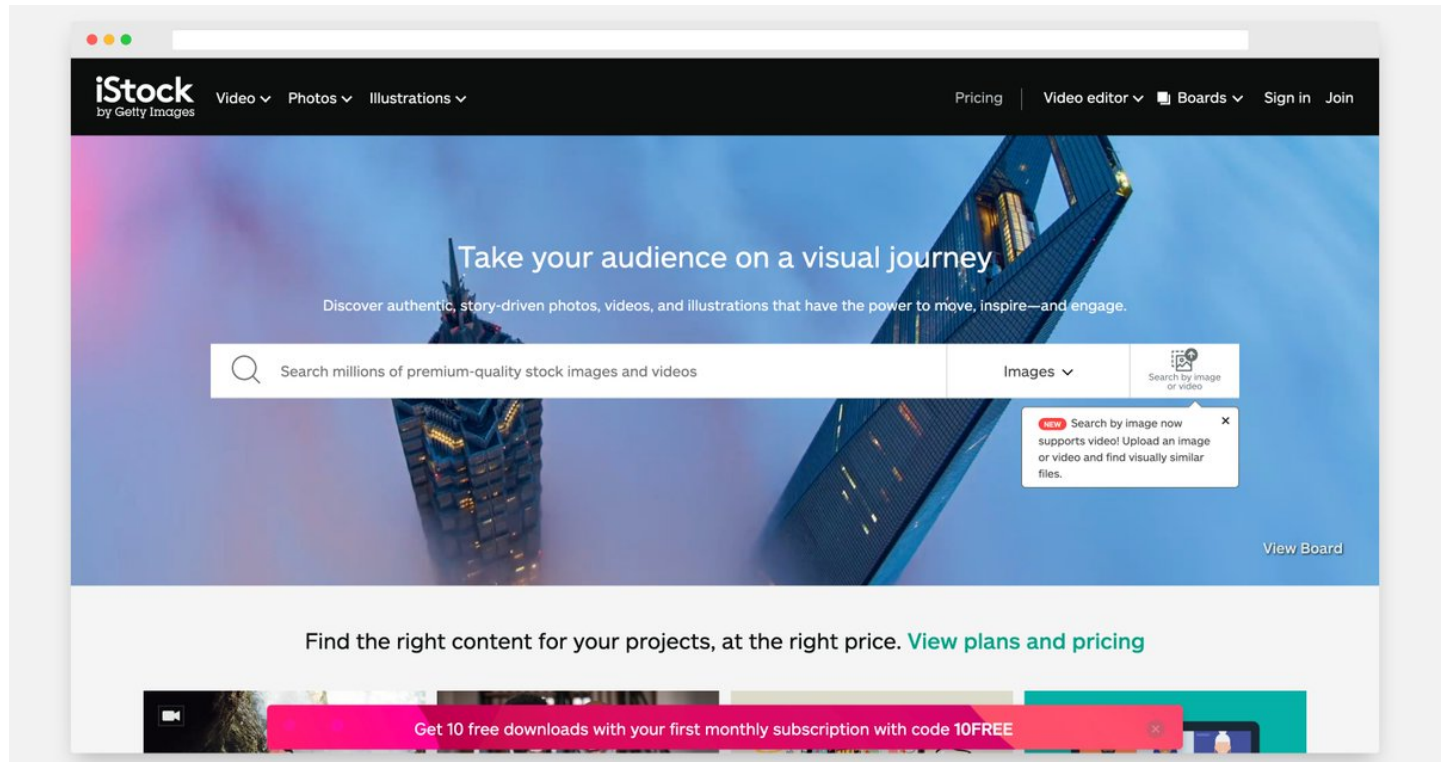 iStock
by Getty Images
Video
Photos
Illustrations
Pricing
Video editor
Boards
Sign in
Join
Take your audience on a visual journey
Discover authentic, story-driven photos, videos, and illustrations that have the power to move, inspire—and engage.
Search millions of premium-quality stock images and videos
Images
Search by image
or video
NEW Search by image now
supports video! Upload an image
or video and find visually similar
files.
View Board
Find the right content for your projects, at the right price. View plans and pricing
Get 10 free downloads with your first monthly subscription with code 10FREE